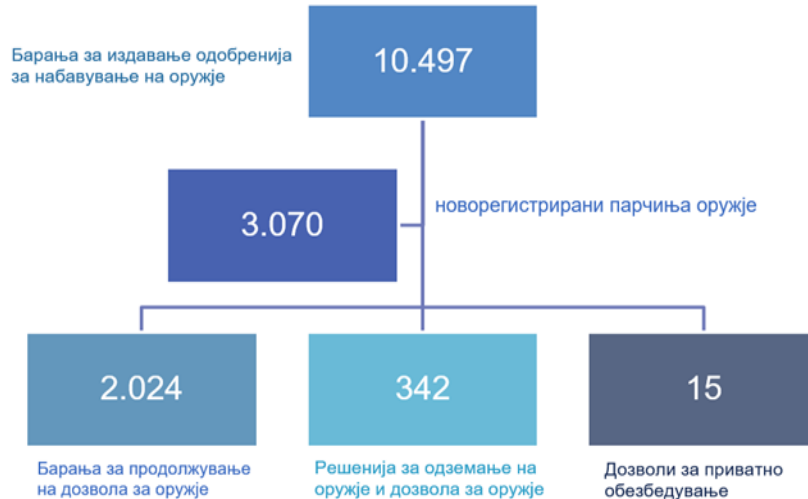 Барања за издавање одобренија
за набавување на оружје
10.497
3.070
новорегистрирани парчиња оружје
2.024
342
15
Барања за продолжување
на дозвола за оружје
Решенија за одземање на
оружје и дозвола за оружје
Дозволи за приватно
обезбедување